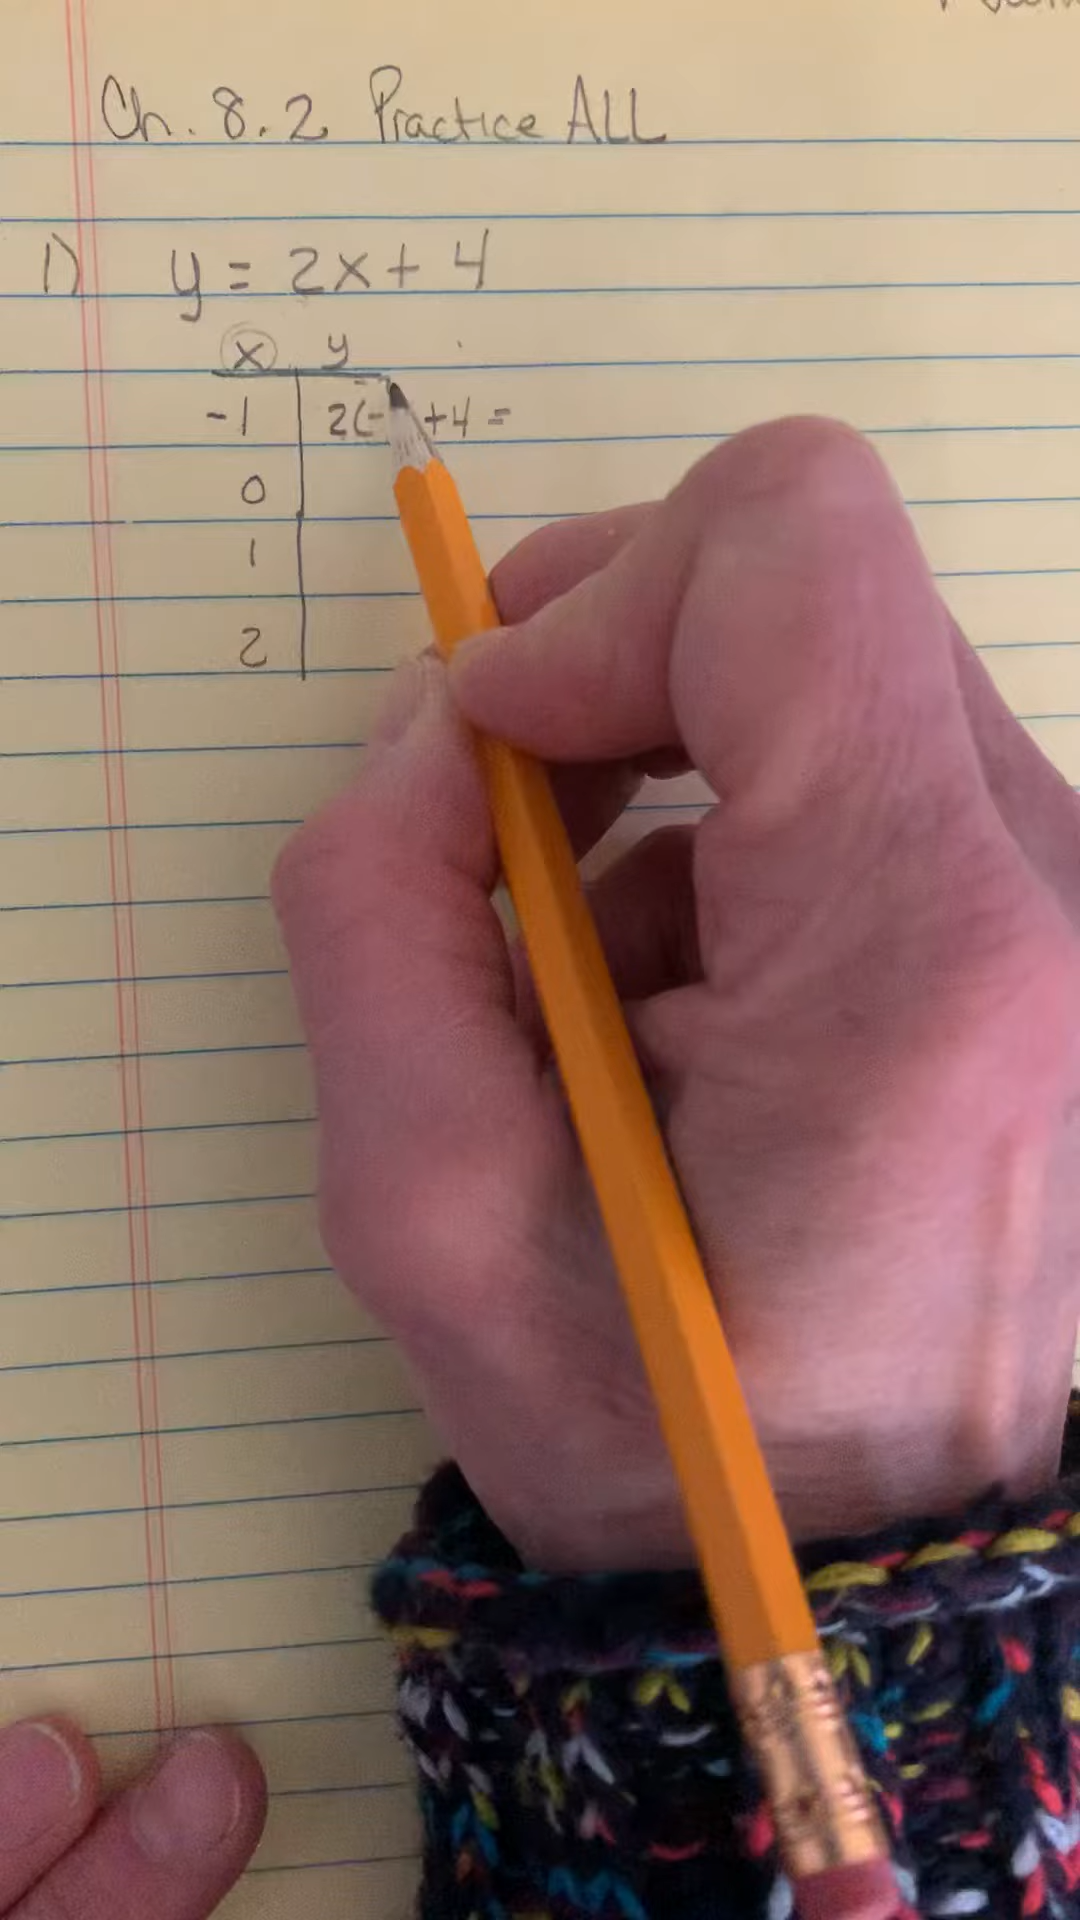 Ch. 8.2 Practice ALL
1) y = 2x + 4
x y
-1 2(- +4 =
0
1
2